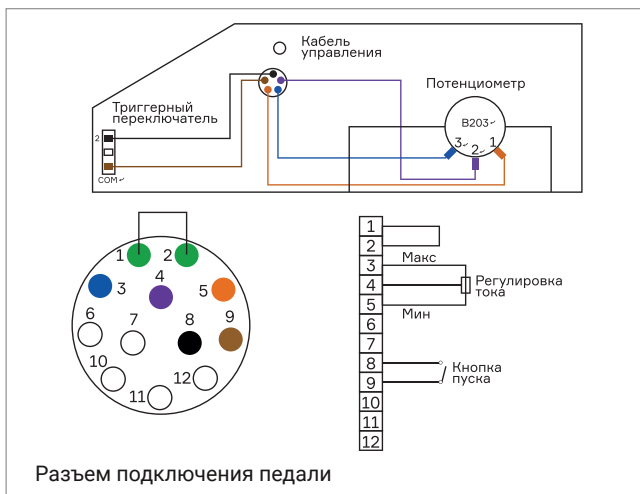 Кабель
управления
Потенциометр
Триггерный
переключатель
B203
2
3
2
1
COM
1
2
3
4
5
6
7
8
9
10
11
12
1
2
3
Макс
4
Регулировка
тока
5
Мин
6
7
8
Кнопка
пуска
9
10
11
12
Разъем подключения педали